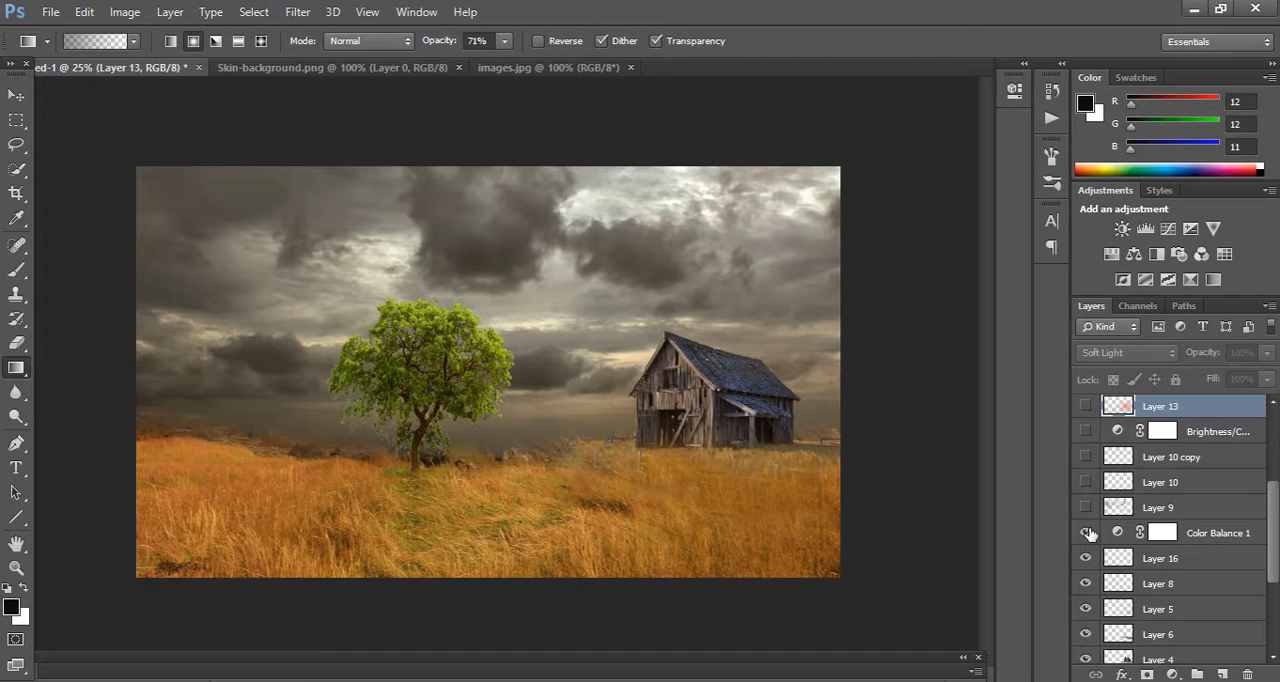 Ps File Edit Image Layer Type Select Filter 3D View Window Help
Mode: Normal Opacity: 71% Reverse Dither Transparency Essentials
ed-1 @ 25% (Layer 13, RGB/8) * × Skin-background.png @ 100% (Layer 0, RGB/8) × images.jpg @ 100% (RGB/8*) ×
Color Swatches
R 12
G 12
B 11
Adjustments Styles
Add an adjustment
Layers Channels Paths
Kind
Soft Light Opacity: 100%
Lock: Fill: 100%
Layer 13
Brightness/C...
Layer 10 copy
Layer 10
Layer 9
Color Balance 1
Layer 16
Layer 8
Layer 5
Layer 6
Layer 4